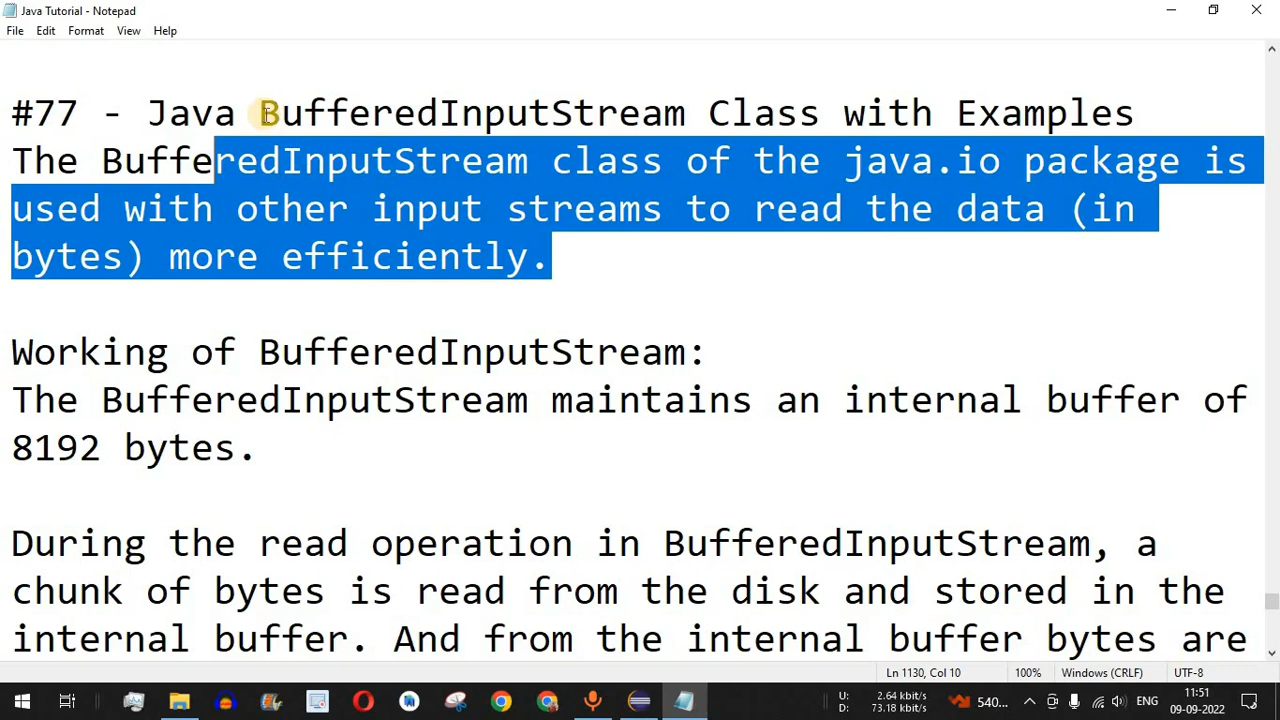 Java Tutorial - Notepad
File Edit Format View Help
#77 - Java BufferedInputStream Class with Examples
The BufferedInputStream class of the java.io package is
used with other input streams to read the data (in
bytes) more efficiently.
Working of BufferedInputStream:
The BufferedInputStream maintains an internal buffer of
8192 bytes.
During the read operation in BufferedInputStream, a
chunk of bytes is read from the disk and stored in the
internal buffer. And from the internal buffer bytes are
Ln 1130, Col 10 100% Windows (CRLF) UTF-8
U: 2.64 kbit/s
D: 73.18 kbit/s
540...
ENG
11:51
09-09-2022